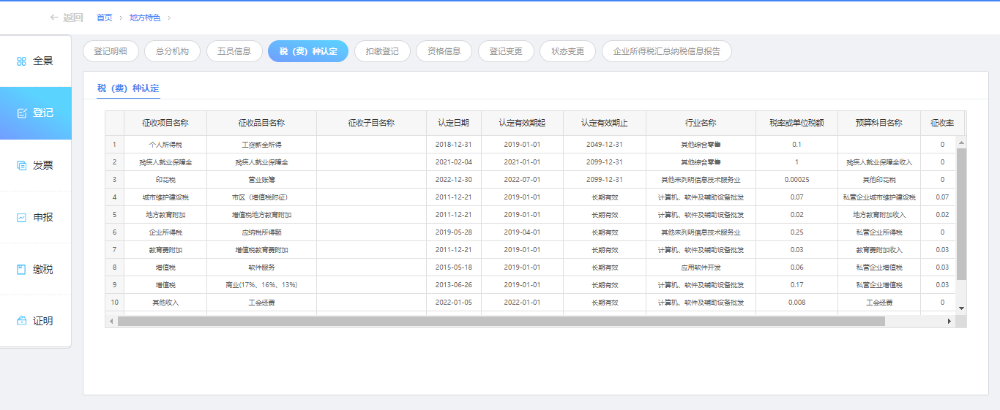 返回 首页 > 地方特色 >
全景
登记
发票
申报
缴税
证明
登记明细 总分机构 五员信息 税（费）种认定 扣缴登记 资格信息 登记变更 状态变更 企业所得税汇总纳税信息报告
税（费）种认定
征收项目名称 征收品目名称 征收子目名称 认定日期 认定有效期起 认定有效期止 行业名称 税率或单位税额 预算科目名称 征收率
1 个人所得税 工资薪金所得 2018-12-31 2019-01-01 2049-12-31 其他综合零售 0.1 0
2 残疾人就业保障金 残疾人就业保障金 2021-02-04 2021-01-01 2099-12-31 其他综合零售 1 残疾人就业保障金收入 0
3 印花税 营业账簿 2022-12-30 2022-07-01 2099-12-31 其他未列明信息技术服务业 0.00025 其他印花税 0
4 城市维护建设税 市区（增值税附征） 2011-12-21 2019-01-01 长期有效 计算机、软件及辅助设备批发 0.07 私营企业城市维护建设税 0.07
5 地方教育附加 增值税地方教育附加 2011-12-21 2019-01-01 长期有效 计算机、软件及辅助设备批发 0.02 地方教育附加收入 0.02
6 企业所得税 应纳税所得额 2019-05-28 2019-04-01 长期有效 其他未列明信息技术服务业 0.25 私营企业所得税 0
7 教育费附加 增值税教育费附加 2011-12-21 2019-01-01 长期有效 计算机、软件及辅助设备批发 0.03 教育费附加收入 0.03
8 增值税 软件服务 2015-05-18 2019-01-01 长期有效 应用软件开发 0.06 私营企业增值税 0.03
9 增值税 商业(17%、16%、13%) 2013-06-26 2019-01-01 长期有效 计算机、软件及辅助设备批发 0.17 私营企业增值税 0.03
10 其他收入 工会经费 2022-01-05 2022-01-01 长期有效 计算机、软件及辅助设备批发 0.008 工会经费 0